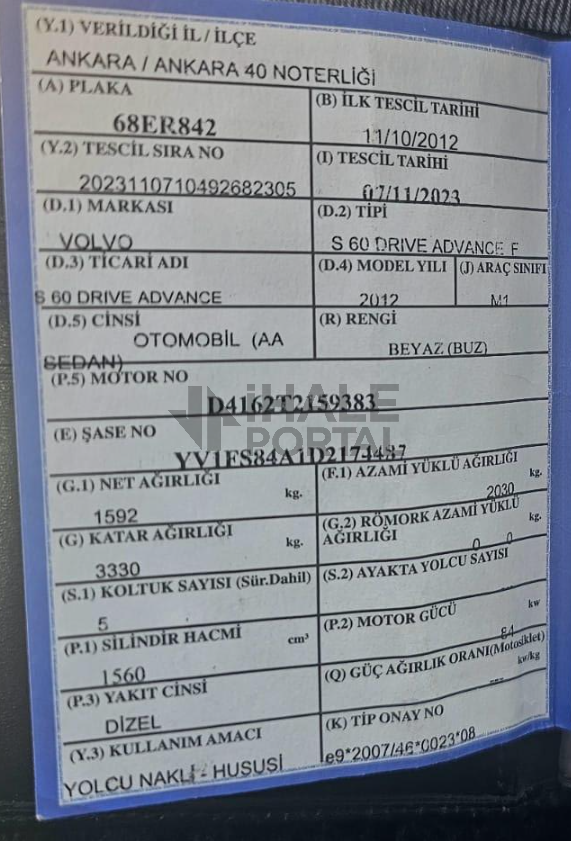 (Y.1) VERİLDİĞİ İL / İLÇE
ANKARA / ANKARA 40 NOTERLİĞİ
(A) PLAKA
(B) İLK TESCİL TARİHİ
68ER842
11/10/2012
(Y.2) TESCİL SIRA NO
(I) TESCİL TARİHİ
2023110710492682305
07/11/2023
(D.1) MARKASI
(D.2) TİPİ
VOLVO
S 60 DRIVE ADVANCE F
(D.3) TİCARİ ADI
(D.4) MODEL YILI
(J) ARAÇ SINIFI
S 60 DRIVE ADVANCE
2012
M1
(D.5) CİNSİ
(R) RENGİ
OTOMOBİL (AA
SEDAN)
BEYAZ (BUZ)
(P.5) MOTOR NO
D4162T2159383
(E) ŞASE NO
YV1FS84A1D2174437
İHALE
PORTAL
(G.1) NET AĞIRLIĞI
kg.
(F.1) AZAMİ YÜKLÜ AĞIRLIĞI
kg.
1592
2030
(G) KATAR AĞIRLIĞI
kg.
(G.2) RÖMORK AZAMİ YÜKLÜ
AĞIRLIĞI
kg.
3330
0 0
(S.1) KOLTUK SAYISI (Sür.Dahil)
(S.2) AYAKTA YOLCU SAYISI
5
(P.1) SİLİNDİR HACMİ
cm³
(P.2) MOTOR GÜCÜ
kw
1560
84
(P.3) YAKIT CİNSİ
(Q) GÜÇ AĞIRLIK ORANI(Motosiklet)
kw/kg
DİZEL
---
(Y.3) KULLANIM AMACI
(K) TİP ONAY NO
YOLCU NAKLİ - HUSUSİ
e9*2007/46*0023*08